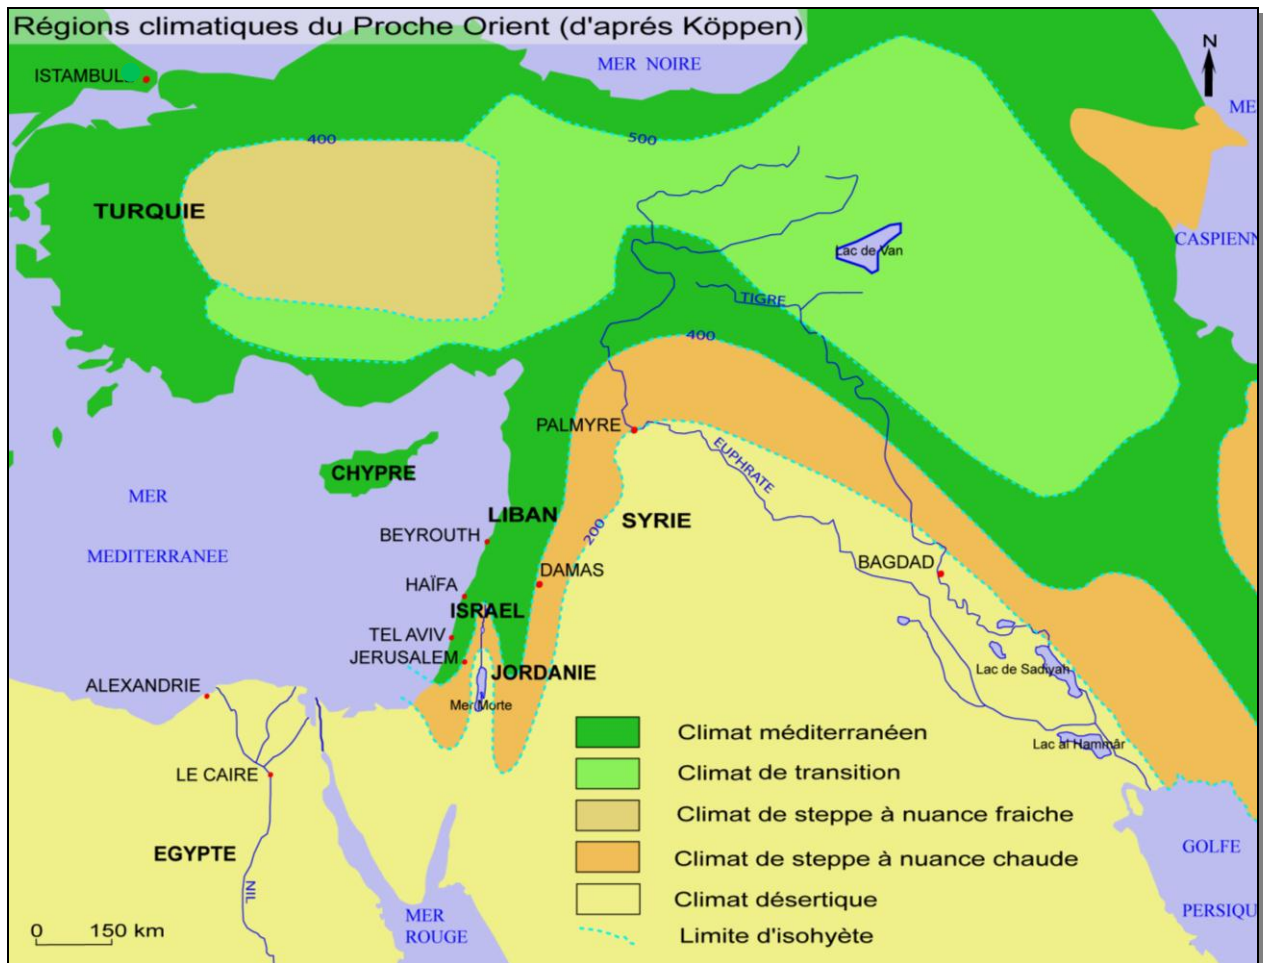 Régions climatiques du Proche Orient (d'aprés Köppen)
N
MER NOIRE
ISTAMBUL
ME
400
500
TURQUIE
CASPIENN
Lac de Van
TIGRE
400
PALMYRE
EUPHRATE
CHYPRE
MER
MEDITERRANEE
LIBAN
SYRIE
200
BEYROUTH
BAGDAD
DAMAS
HAÏFA
ISRAEL
TEL AVIV
JERUSALEM
JORDANIE
Lac de Sadiyah
ALEXANDRIE
Mer Morte
Lac al Hammâr
LE CAIRE
EGYPTE
NIL
MER
ROUGE
GOLFE
PERSIQU
Climat méditerranéen
Climat de transition
Climat de steppe à nuance fraiche
Climat de steppe à nuance chaude
Climat désertique
Limite d'isohyète
0 150 km